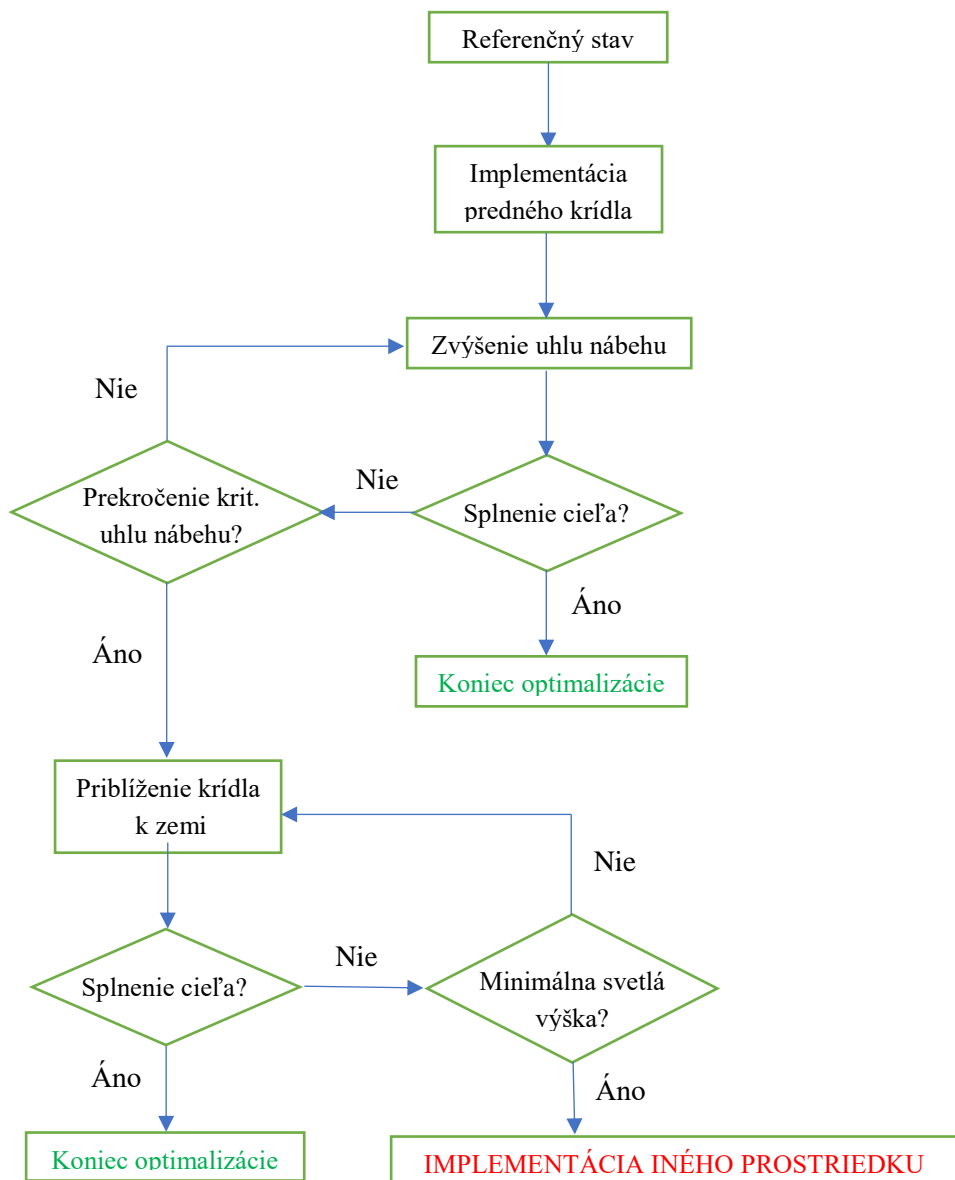 Referenčný stav
Implementácia
predného krídla
Zvýšenie uhlu nábehu
Nie
Nie
Prekročenie krit.
uhlu nábehu?
Splnenie cieľa?
Áno
Áno
Koniec optimalizácie
Priblíženie krídla
k zemi
Nie
Nie
Splnenie cieľa?
Minimálna svetlá
výška?
Áno
Áno
Koniec optimalizácie
IMPLEMENTÁCIA INÉHO PROSTRIEDKU